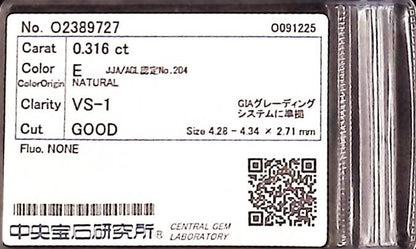 No. O2389727 O091225
Carat 0.316 ct
Color E JJA/AGL認定No.204
ColorOrigin NATURAL
Clarity VS-1 GIAグレーディング
システムに準拠
Cut GOOD Size 4.28 - 4.34 × 2.71 mm
Fluo. NONE
中央宝石研究所® CENTRAL GEM
LABORATORY